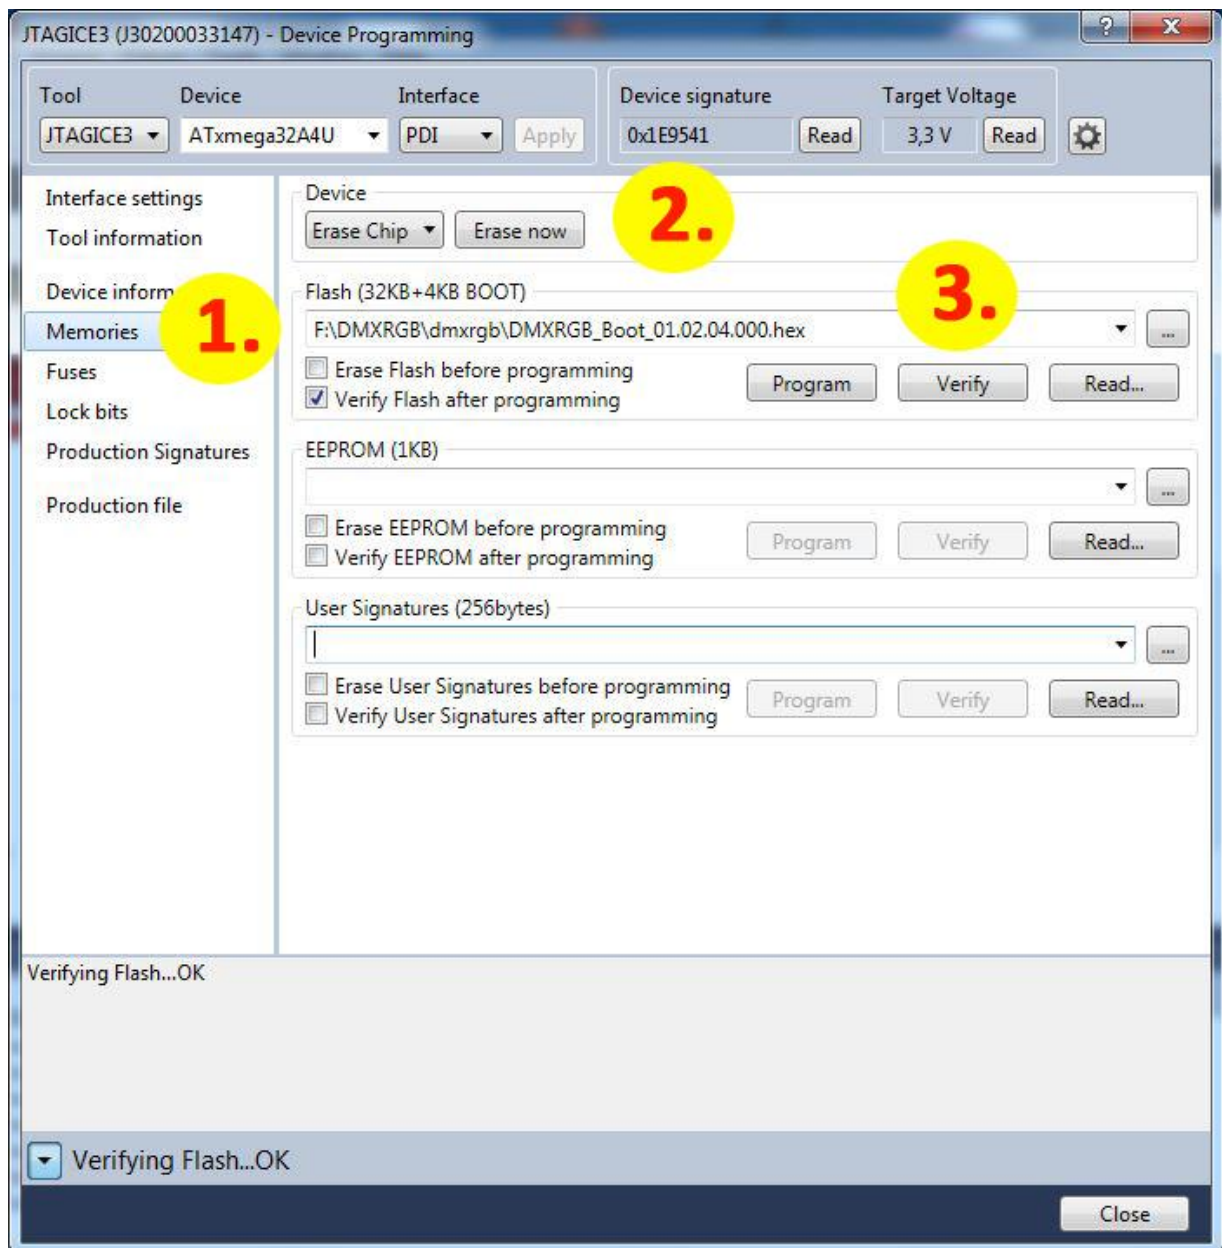 JTAGICE3 (J30200033147) - Device Programming
?
X
Tool Device Interface Device signature Target Voltage
JTAGICE3 ATxmega32A4U PDI Apply 0x1E9541 Read 3,3 V Read
Interface settings
Tool information
Memories
Fuses
Lock bits
Production Signatures
Production file
1.
Device
Erase Chip Erase now
2.
Flash (32KB+4KB BOOT)
3.
F:\DMXRGB\dmxrgb\DMXRGB_Boot_01.02.04.000.hex ...
Erase Flash before programming
Verify Flash after programming
Program Verify Read...
EEPROM (1KB)
...
Erase EEPROM before programming
Verify EEPROM after programming
Program Verify Read...
User Signatures (256bytes)
...
Erase User Signatures before programming
Verify User Signatures after programming
Program Verify Read...
Verifying Flash...OK
Verifying Flash...OK
Close